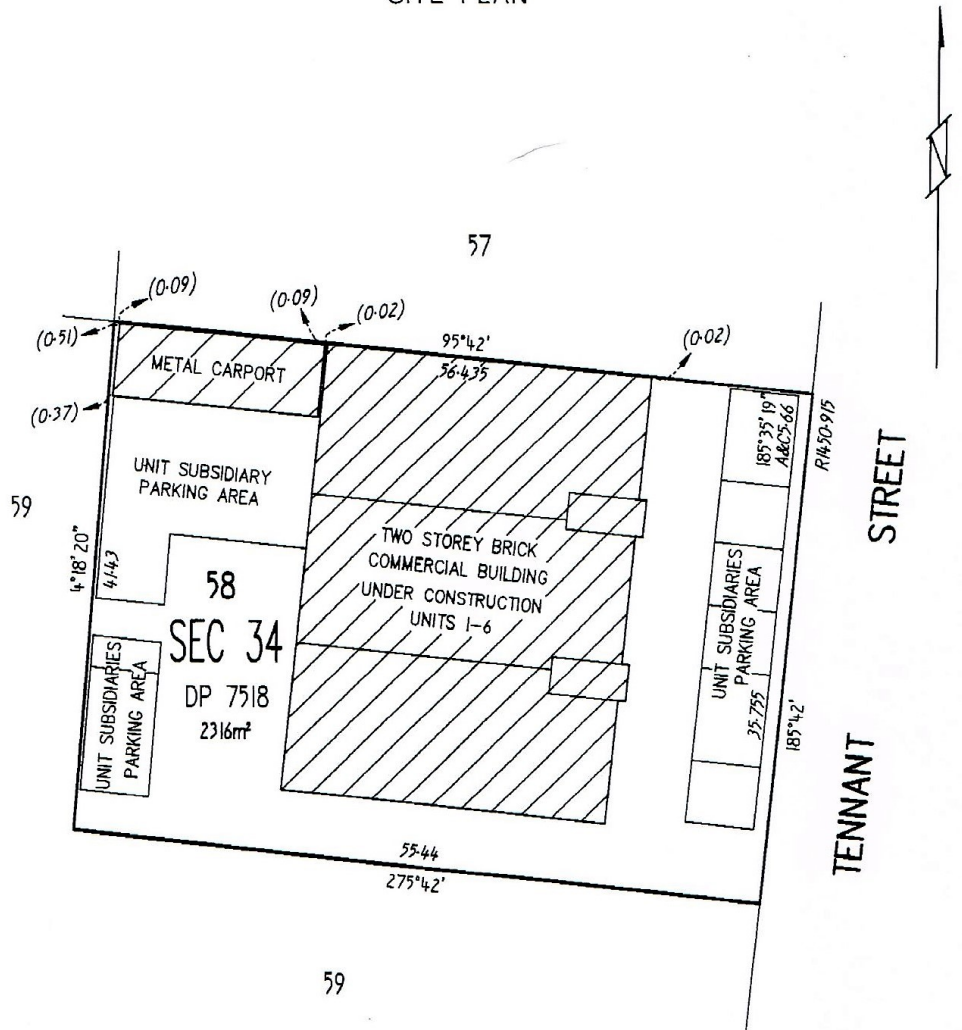 SITE PLAN
57
(0·09)
(0·09)
(0·02)
(0·51)
95°42'
(0·02)
56·435
METAL CARPORT
(0·37)
185°35'19"
A&C5·66
R1450·915
STREET
UNIT SUBSIDIARY
PARKING AREA
59
4°18'20"
41·43
TWO STOREY BRICK
COMMERCIAL BUILDING
UNDER CONSTRUCTION
UNITS 1-6
58
SEC 34
DP 7518
2316m²
UNIT SUBSIDIARIES
PARKING AREA
UNIT SUBSIDIARIES
PARKING AREA
35·755
185°42'
TENNANT
55·44
275°42'
59